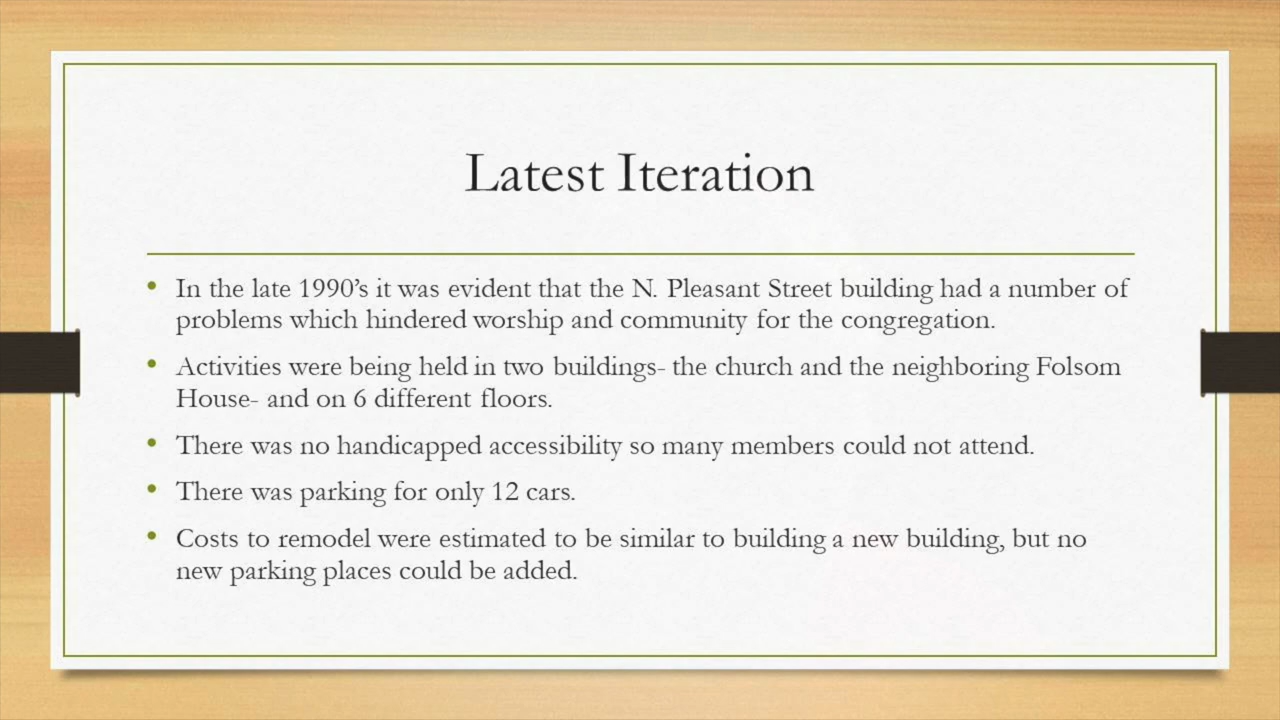 Latest Iteration
• In the late 1990’s it was evident that the N. Pleasant Street building had a number of
problems which hindered worship and community for the congregation.
• Activities were being held in two buildings- the church and the neighboring Folsom
House- and on 6 different floors.
• There was no handicapped accessibility so many members could not attend.
• There was parking for only 12 cars.
• Costs to remodel were estimated to be similar to building a new building, but no
new parking places could be added.